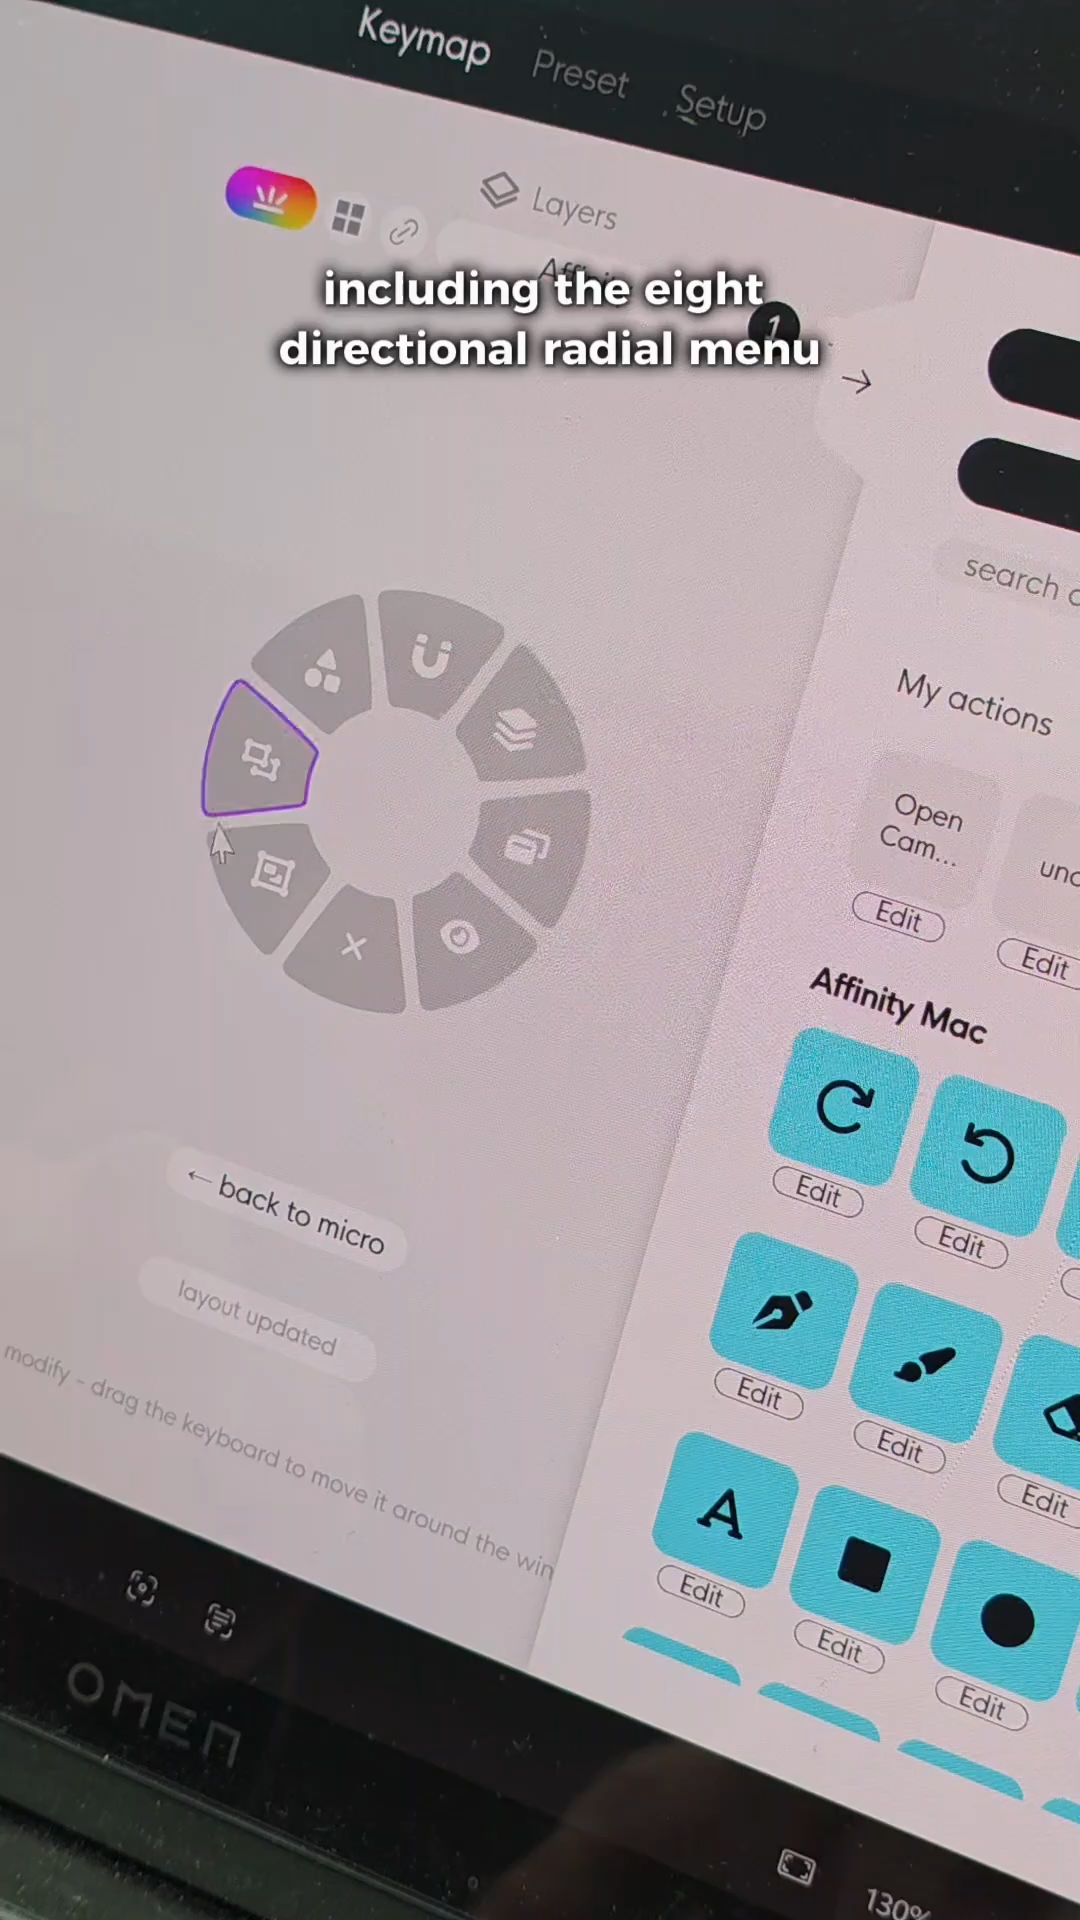 Keymap
Preset
Setup
Layers
including the eight
directional radial menu
1
search
My actions
Open
Cam...
Edit
Edit
Affinity Mac
Edit
Edit
Edit
Edit
Edit
A
Edit
Edit
Edit
← back to micro
layout updated
modify - drag the keyboard to move it around the win
OMEN
130%